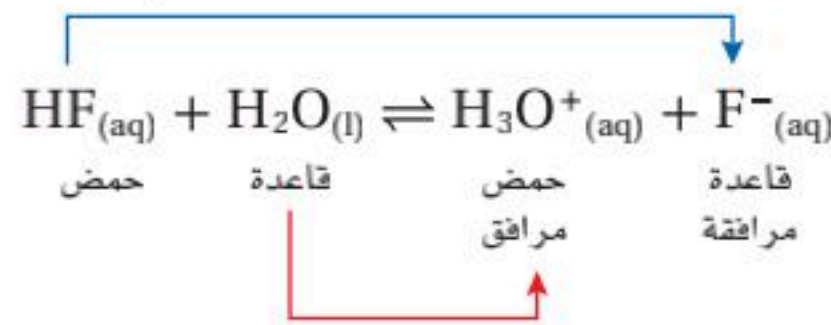 HF(aq) + H₂O(l) ⇌ H₃O⁺(aq) + F⁻(aq)
حمض قاعدة حمض قاعدة
مرافق مرافقة